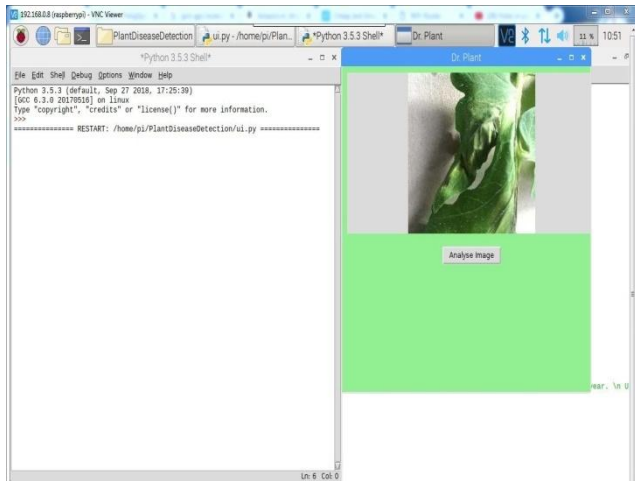 192.168.0.8 (raspberrypi) - VNC Viewer
PlantDiseaseDetection
ui.py - /home/pi/Plan...
*Python 3.5.3 Shell*
Dr. Plant
11 %
10:51
*Python 3.5.3 Shell*
File Edit Shell Debug Options Window Help
Python 3.5.3 (default, Sep 27 2018, 17:25:39)
[GCC 6.3.0 20170516] on linux
Type "copyright", "credits" or "license()" for more information.
>>>
=============== RESTART: /home/pi/PlantDiseaseDetection/ui.py ===============
Ln: 6 Col: 0
Dr. Plant
Analyse Image
year. \n U